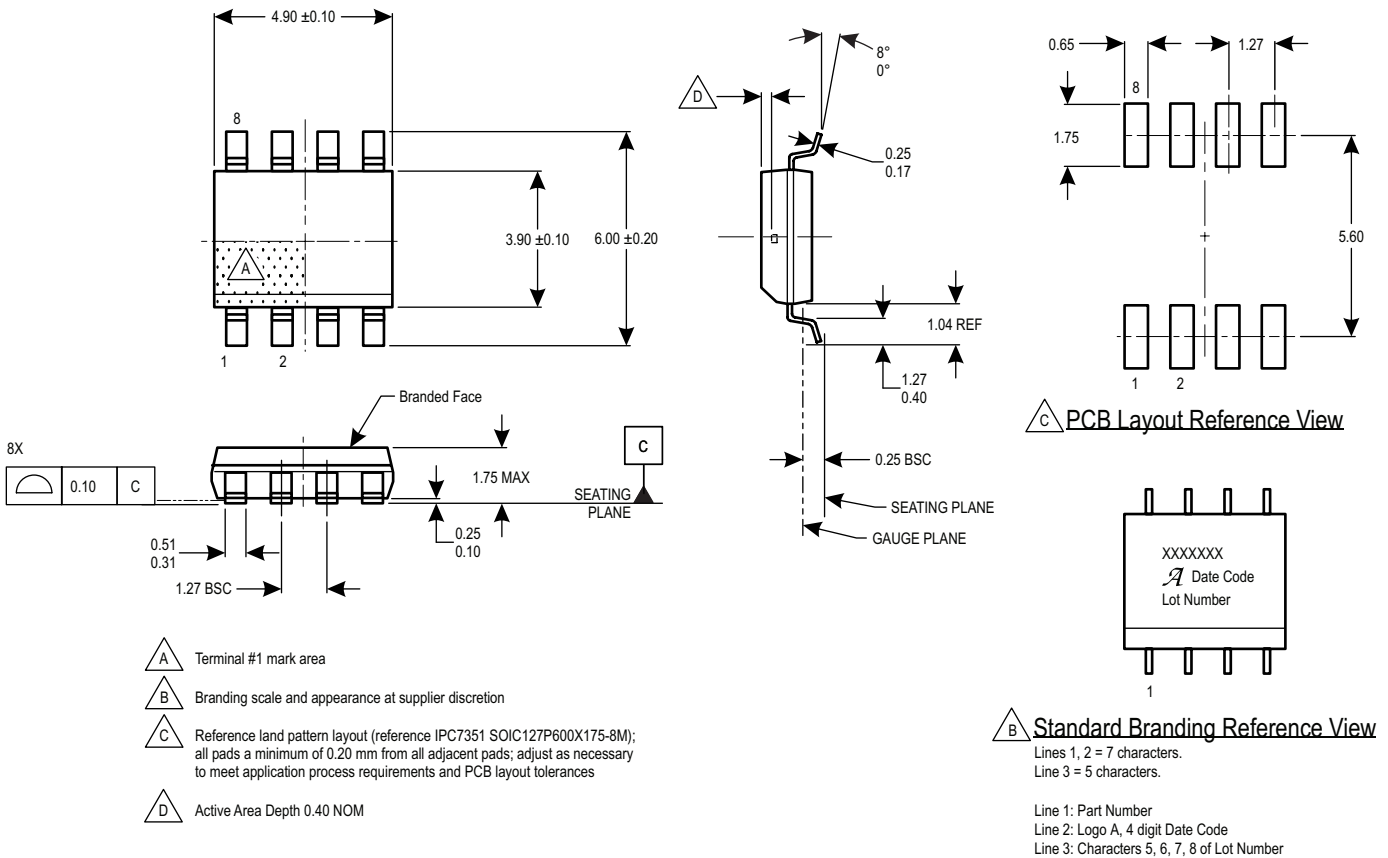 4.90 ±0.10
8
A
3.90 ±0.10
6.00 ±0.20
1
2
D
8°
0°
0.25
0.17
1.04 REF
1.27
0.40
0.25 BSC
SEATING PLANE
GAUGE PLANE
0.65
1.27
8
1.75
5.60
1
2
C PCB Layout Reference View
Branded Face
8X
0.10 C
1.75 MAX
C
SEATING
PLANE
0.25
0.10
0.51
0.31
1.27 BSC
XXXXXXX
A Date Code
Lot Number
1
B Standard Branding Reference View
Lines 1, 2 = 7 characters.
Line 3 = 5 characters.
Line 1: Part Number
Line 2: Logo A, 4 digit Date Code
Line 3: Characters 5, 6, 7, 8 of Lot Number
A Terminal #1 mark area
B Branding scale and appearance at supplier discretion
C Reference land pattern layout (reference IPC7351 SOIC127P600X175-8M);
all pads a minimum of 0.20 mm from all adjacent pads; adjust as necessary
to meet application process requirements and PCB layout tolerances
D Active Area Depth 0.40 NOM